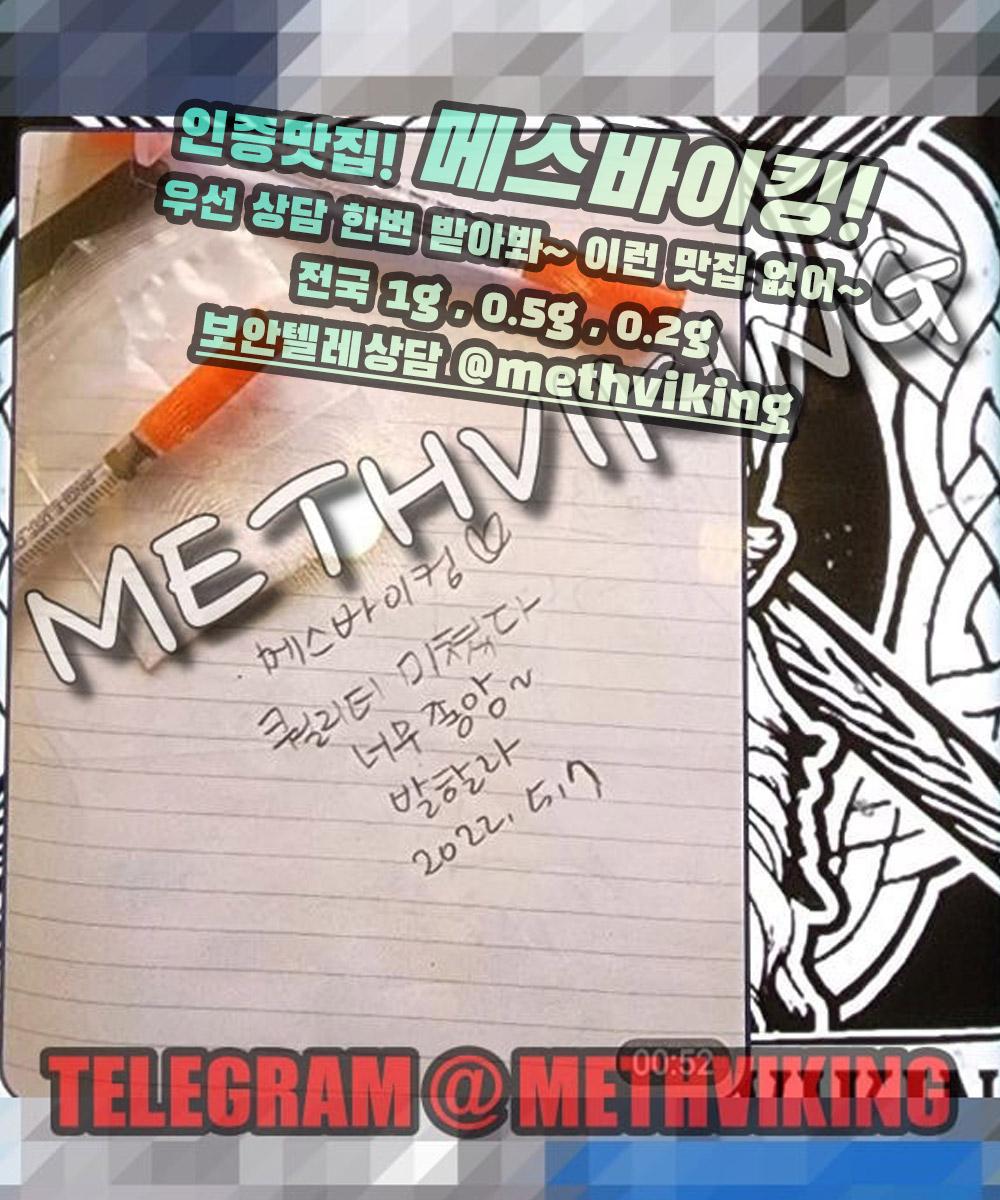 인증맛집! 메스바이킹!
우선 상담 한번 받아봐~ 이런 맛집 없어~
전국 1g , 0.5g , 0.2g
보안텔레상담 @methviking
METHVIKING
메스바이킹♡
퀄리티 미쳤다
너무 좋앙~
발할라
2022. 5. 7
00:52
TELEGRAM @ METHVIKING